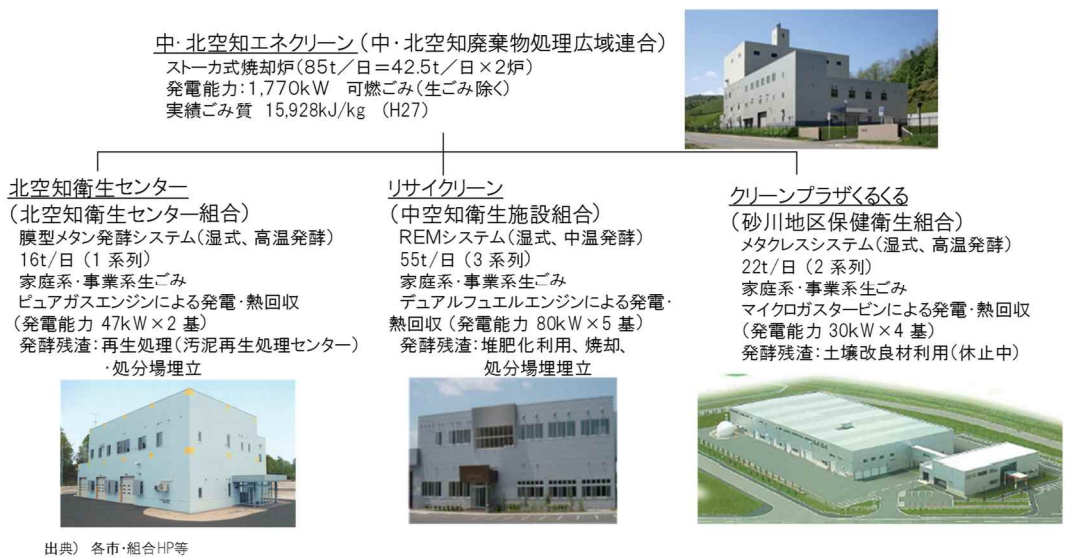 中・北空知エネクリーン（中・北空知廃棄物処理広域連合）
ストーカ式焼却炉（85t／日＝42.5t／日×2炉）
発電能力：1,770kW　可燃ごみ（生ごみ除く）
実績ごみ質　15,928kJ/kg　（H27）
北空知衛生センター
（北空知衛生センター組合）
膜型メタン発酵システム（湿式、高温発酵）
16t/日（1 系列）
家庭系・事業系生ごみ
ピュアガスエンジンによる発電・熱回収
（発電能力 47kW×2 基）
発酵残渣：再生処理（汚泥再生処理センター）
・処分場埋立
リサイクリーン
（中空知衛生施設組合）
REMシステム（湿式、中温発酵）
55t/日（3 系列）
家庭系・事業系生ごみ
デュアルフュエルエンジンによる発電・
熱回収（発電能力 80kW×5 基）
発酵残渣：堆肥化利用、焼却、
処分場埋埋立
クリーンプラザくるくる
（砂川地区保健衛生組合）
メタクレスシステム（湿式、高温発酵）
22t/日（2 系列）
家庭系・事業系生ごみ
マイクロガスタービンによる発電・熱回収
（発電能力 30kW×4 基）
発酵残渣：土壌改良材利用（休止中）
出典）　各市・組合HP等